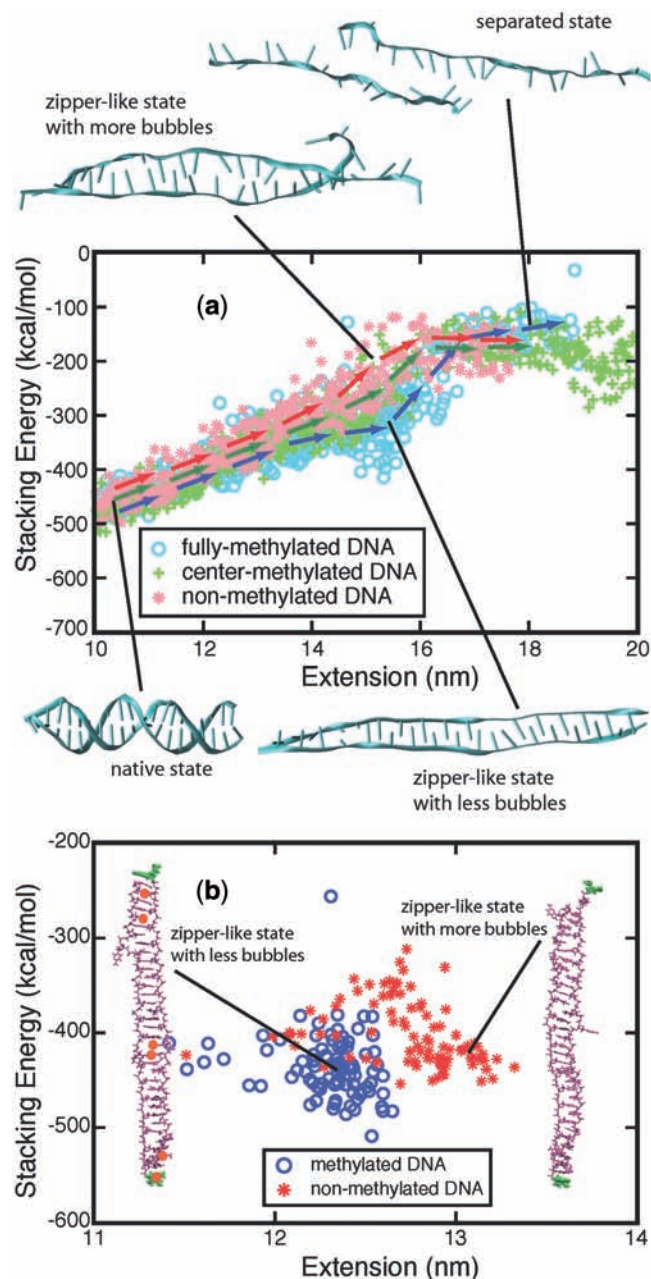 separated state
zipper-like state
with more bubbles
0
-100
-200
-300
-400
-500
-600
-700
Stacking Energy (kcal/mol)
(a)
fully-methylated DNA
center-methylated DNA
non-methylated DNA
10
12
14
16
18
20
Extension (nm)
native state
zipper-like state
with less bubbles
-200
-300
-400
-500
-600
Stacking Energy (kcal/mol)
(b)
zipper-like state
with less bubbles
zipper-like state
with more bubbles
methylated DNA
non-methylated DNA
11
12
13
14
Extension (nm)